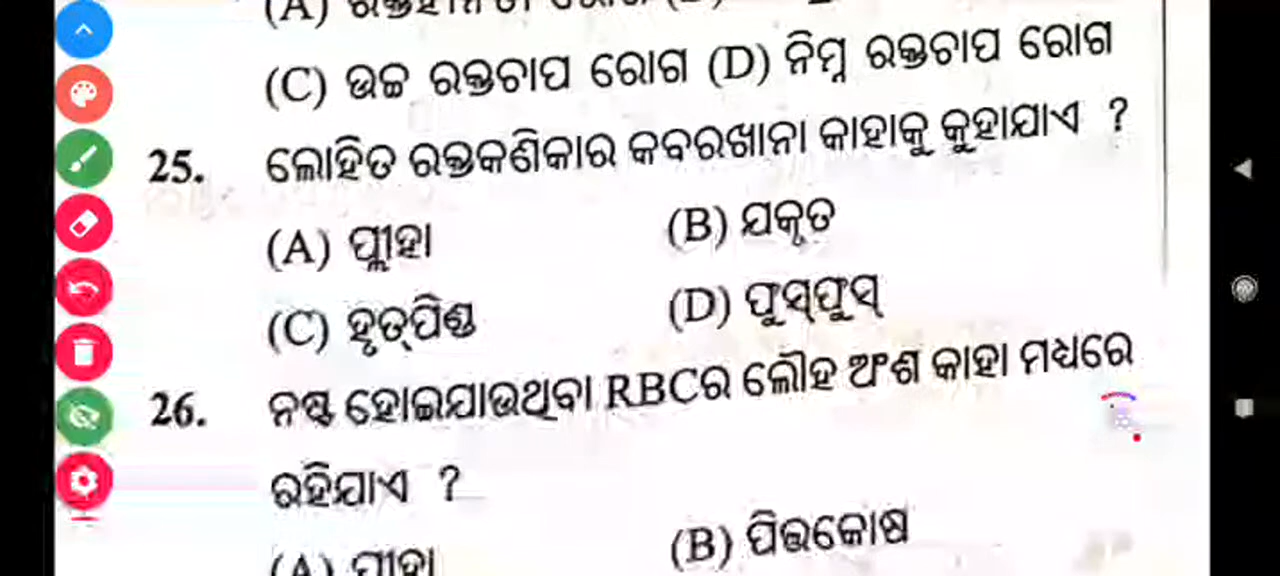 (C) ଉଚ୍ଚ ରକ୍ତଚାପ ରୋଗ (D) ନିମ୍ନ ରକ୍ତଚାପ ରୋଗ
25. ଲୋହିତ ରକ୍ତକଣିକାର କବରଖାନା କାହାକୁ କୁହାଯାଏ ?
(A) ପ୍ଲୀହା (B) ଯକୃତ
(C) ହୃତ୍‌ପିଣ୍ଡ (D) ଫୁସ୍‌ଫୁସ୍
26. ନଷ୍ଟ ହୋଇଯାଉଥିବା RBCର ଲୌହ ଅଂଶ କାହା ମଧ୍ୟରେ
ରହିଯାଏ ?
(B) ପିତ୍ତକୋଷ